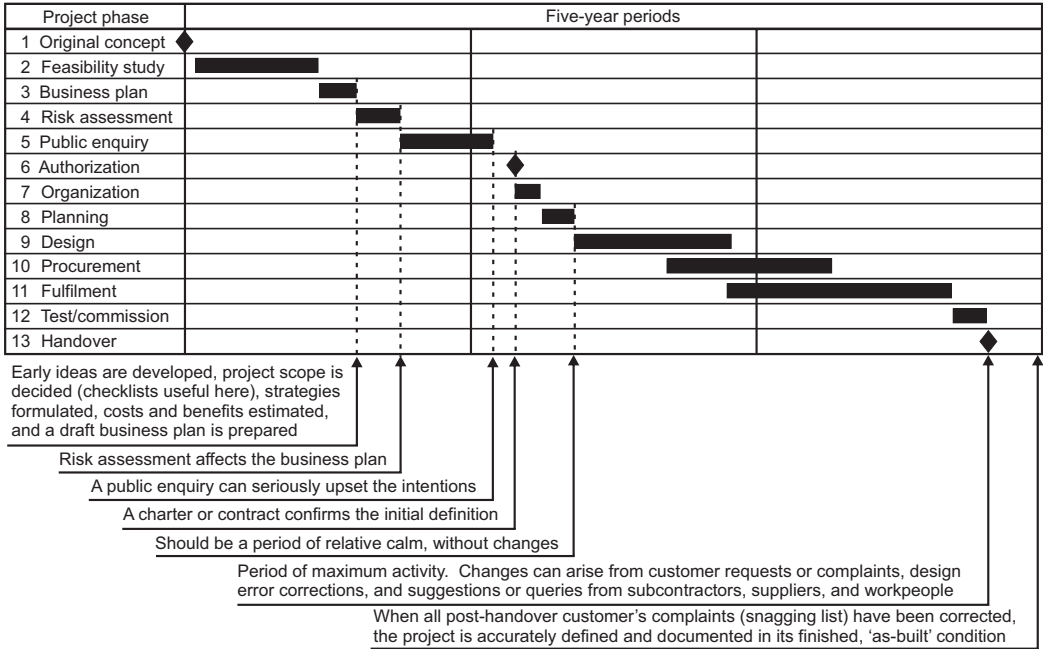 Project phase Five-year periods
1 Original concept
2 Feasibility study
3 Business plan
4 Risk assessment
5 Public enquiry
6 Authorization
7 Organization
8 Planning
9 Design
10 Procurement
11 Fulfilment
12 Test/commission
13 Handover
Early ideas are developed, project scope is
decided (checklists useful here), strategies
formulated, costs and benefits estimated,
and a draft business plan is prepared
Risk assessment affects the business plan
A public enquiry can seriously upset the intentions
A charter or contract confirms the initial definition
Should be a period of relative calm, without changes
Period of maximum activity. Changes can arise from customer requests or complaints, design
error corrections, and suggestions or queries from subcontractors, suppliers, and workpeople
When all post-handover customer's complaints (snagging list) have been corrected,
the project is accurately defined and documented in its finished, ‘as-built’ condition